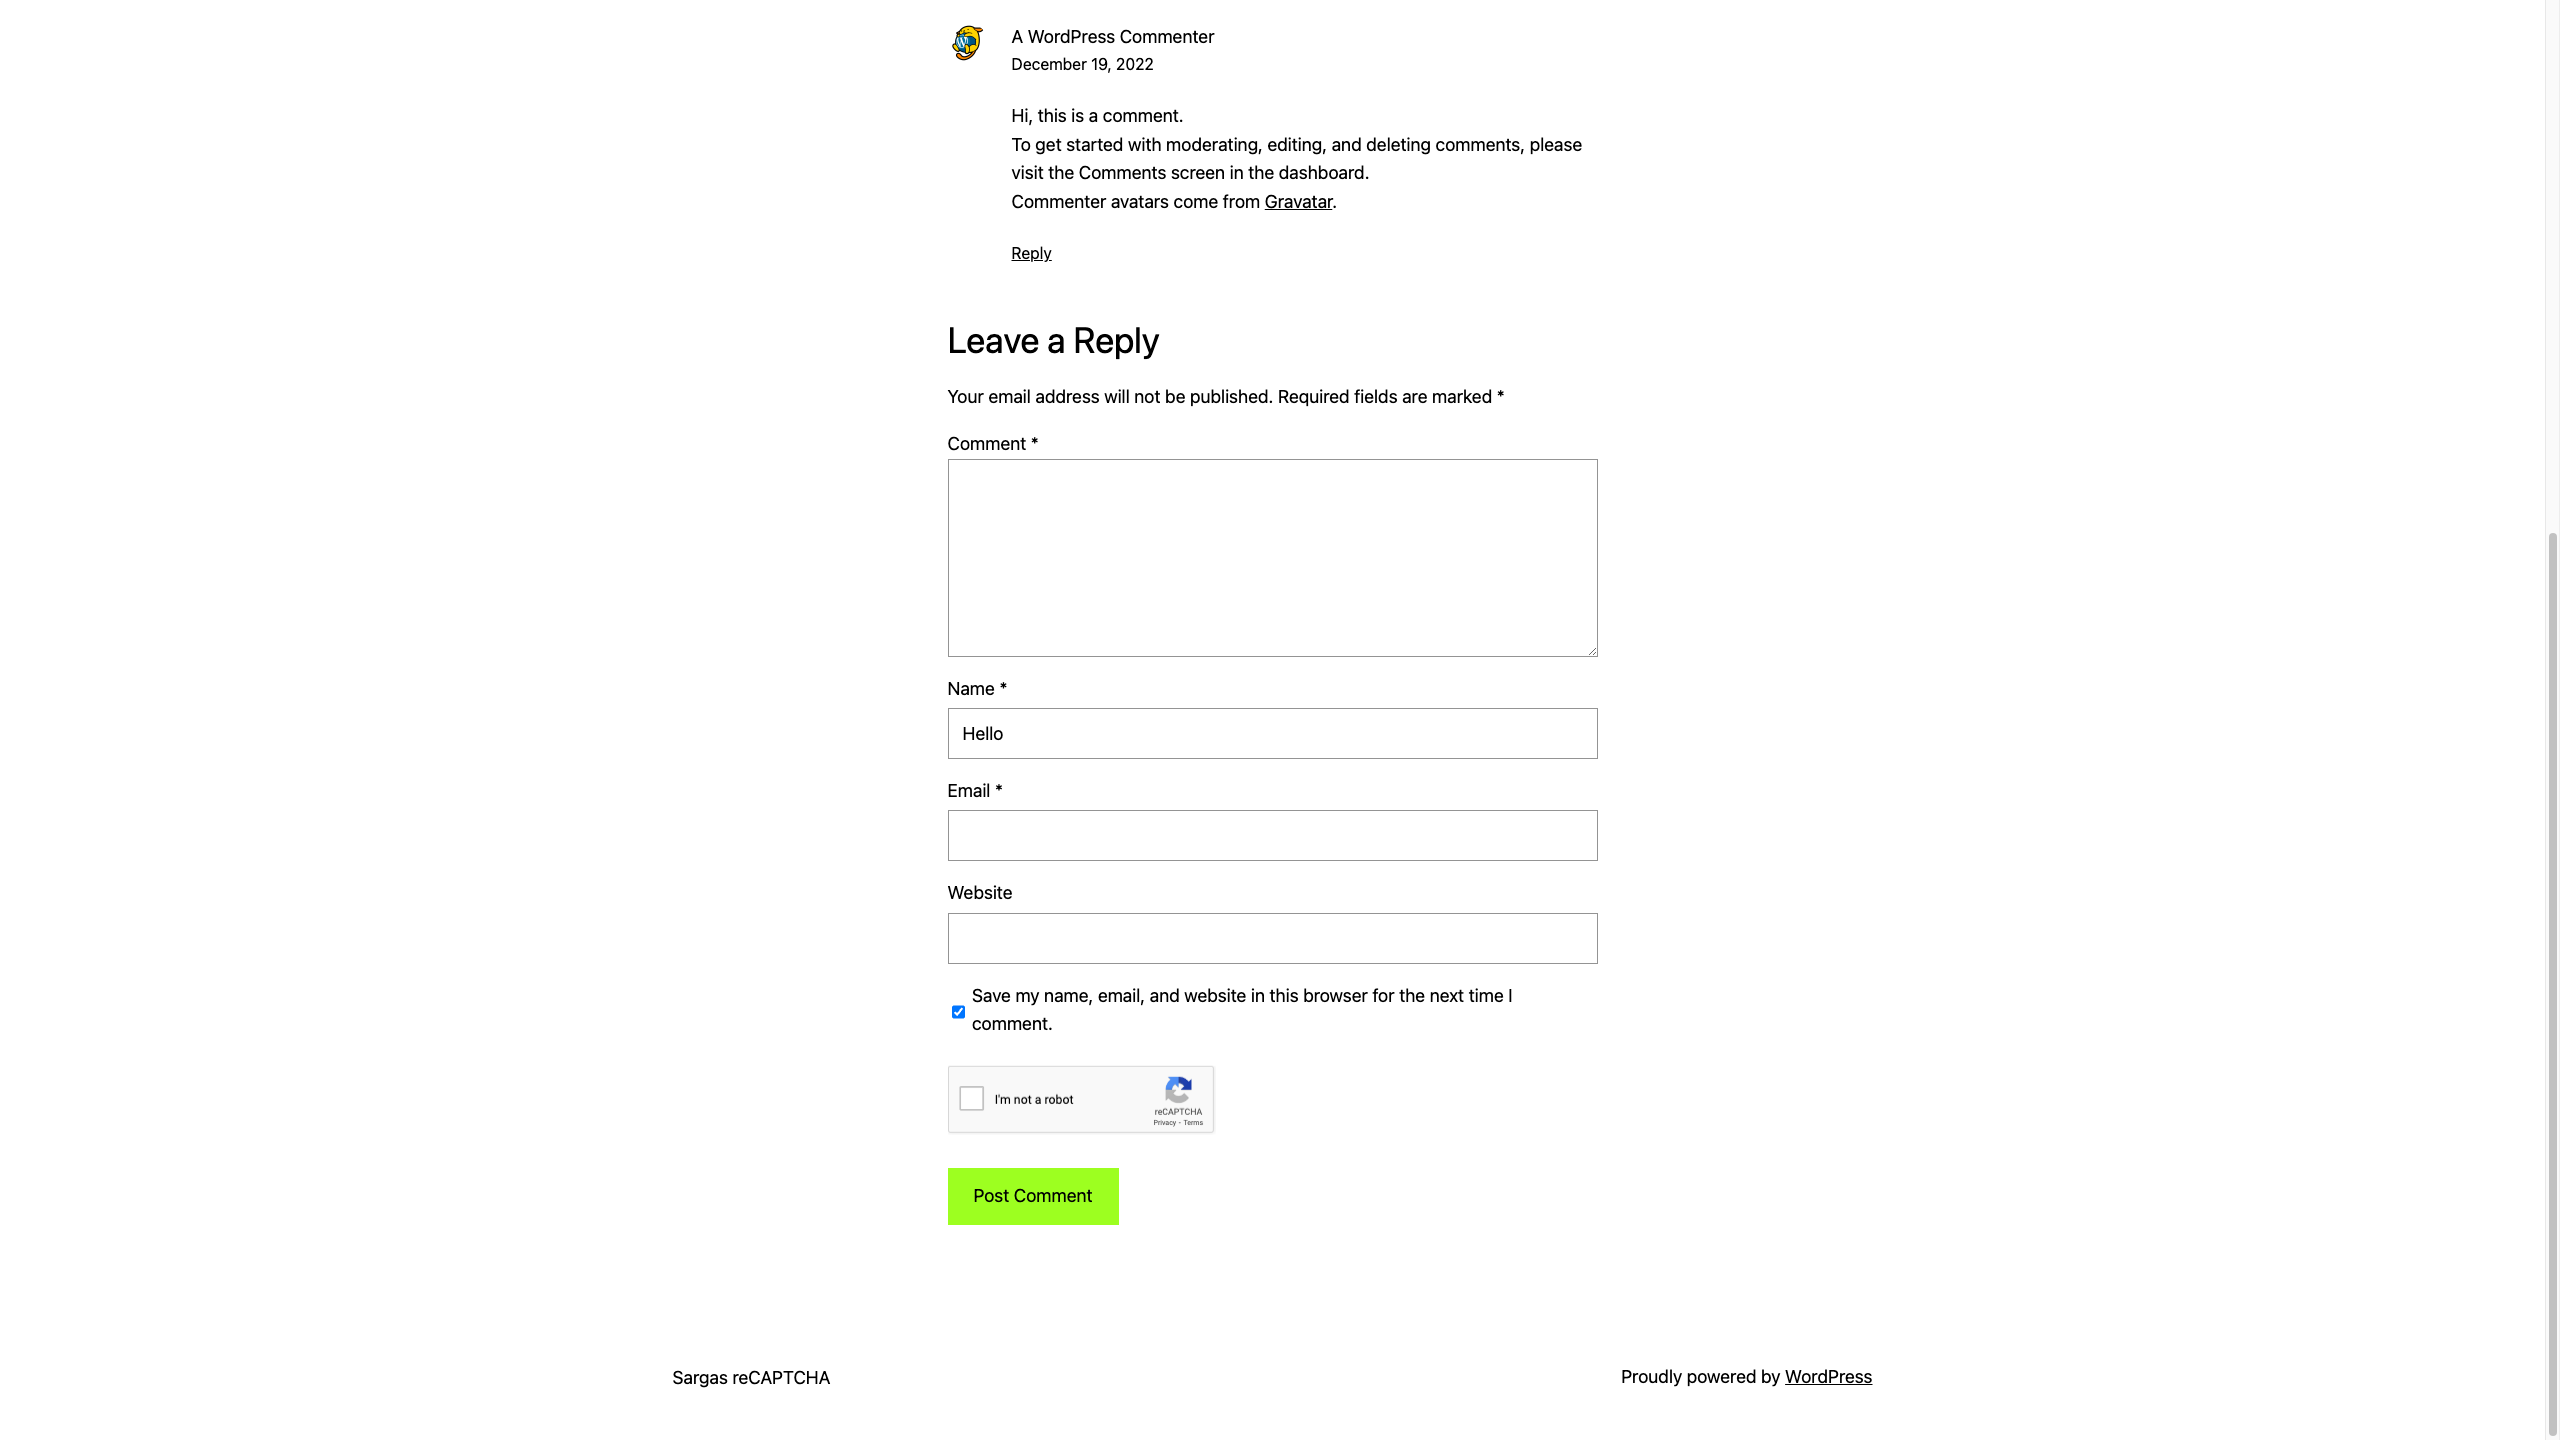 A WordPress Commenter
December 19, 2022
Hi, this is a comment.
To get started with moderating, editing, and deleting comments, please
visit the Comments screen in the dashboard.
Commenter avatars come from Gravatar.
Reply
Leave a Reply
Your email address will not be published. Required fields are marked *
Comment *
Name *
Hello
Email *
Website
Save my name, email, and website in this browser for the next time I
comment.
I'm not a robot
reCAPTCHA
Privacy - Terms
Post Comment
Sargas reCAPTCHA
Proudly powered by WordPress